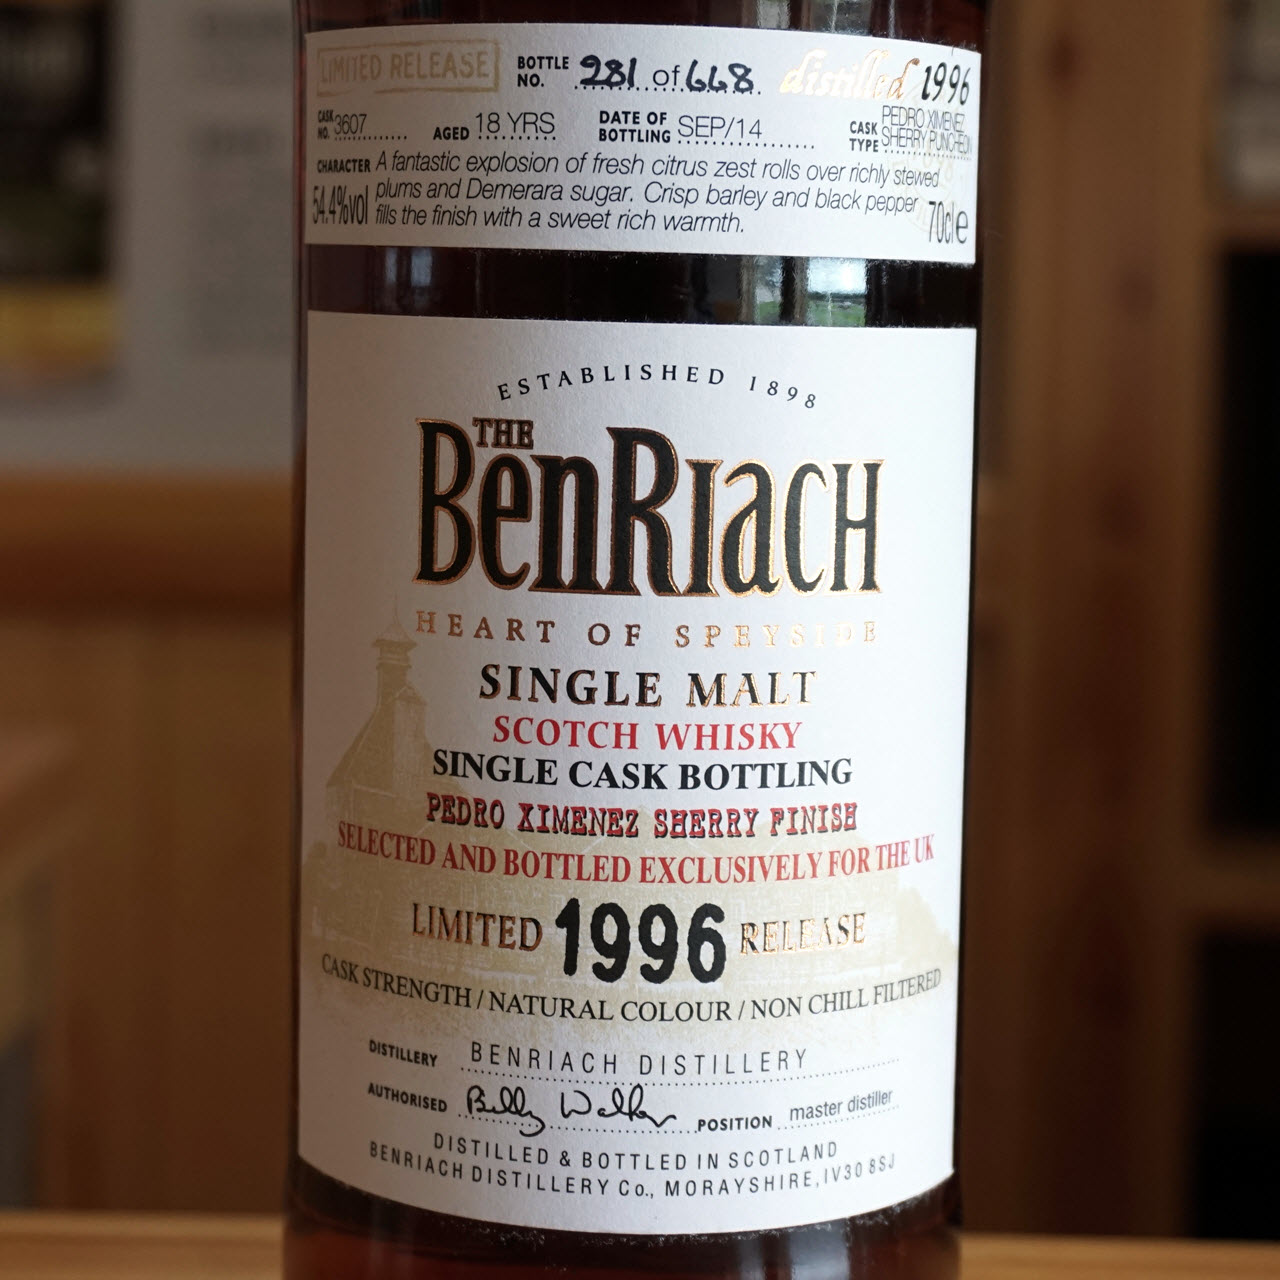 LIMITED RELEASE
BOTTLE NO. 281 of 668 distilled 1996
CASK NO. 3607 AGED 18 YRS DATE OF BOTTLING SEP/14 CASK TYPE PEDRO XIMENEZ SHERRY PUNCHEON
CHARACTER A fantastic explosion of fresh citrus zest rolls over richly stewed
plums and Demerara sugar. Crisp barley and black pepper
fills the finish with a sweet rich warmth.
54.4%vol
70cl e
ESTABLISHED 1898
THE
BENRIACH
HEART OF SPEYSIDE
SINGLE MALT
SCOTCH WHISKY
SINGLE CASK BOTTLING
PEDRO XIMENEZ SHERRY FINISH
SELECTED AND BOTTLED EXCLUSIVELY FOR THE UK
LIMITED 1996 RELEASE
CASK STRENGTH / NATURAL COLOUR / NON CHILL FILTERED
DISTILLERY BENRIACH DISTILLERY
AUTHORISED Billy Walker POSITION master distiller
DISTILLED & BOTTLED IN SCOTLAND
BENRIACH DISTILLERY Co., MORAYSHIRE, IV30 8SJ